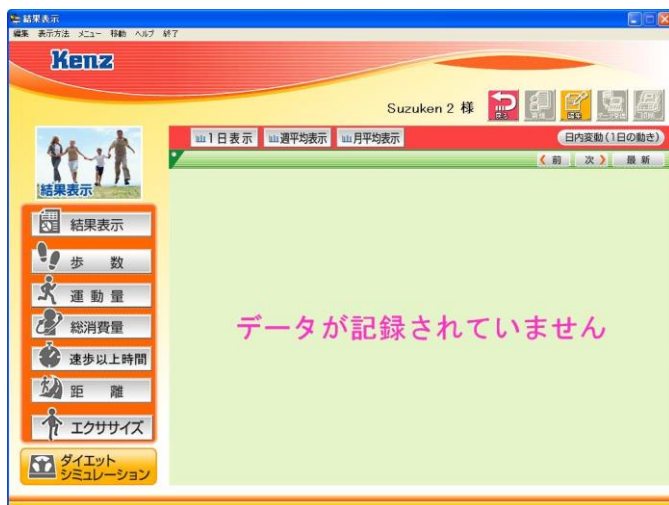 結果表示
編集 表示方法 メニュー 移動 ヘルプ 終了
Kenz
Suzuken 2 様
戻る
編集
1日表示 週平均表示 月平均表示
日内変動(1日の動き)
前 次 最新
結果表示
結果表示
歩数
運動量
総消費量
速歩以上時間
距離
エクササイズ
ダイエット
シミュレーション
データが記録されていません